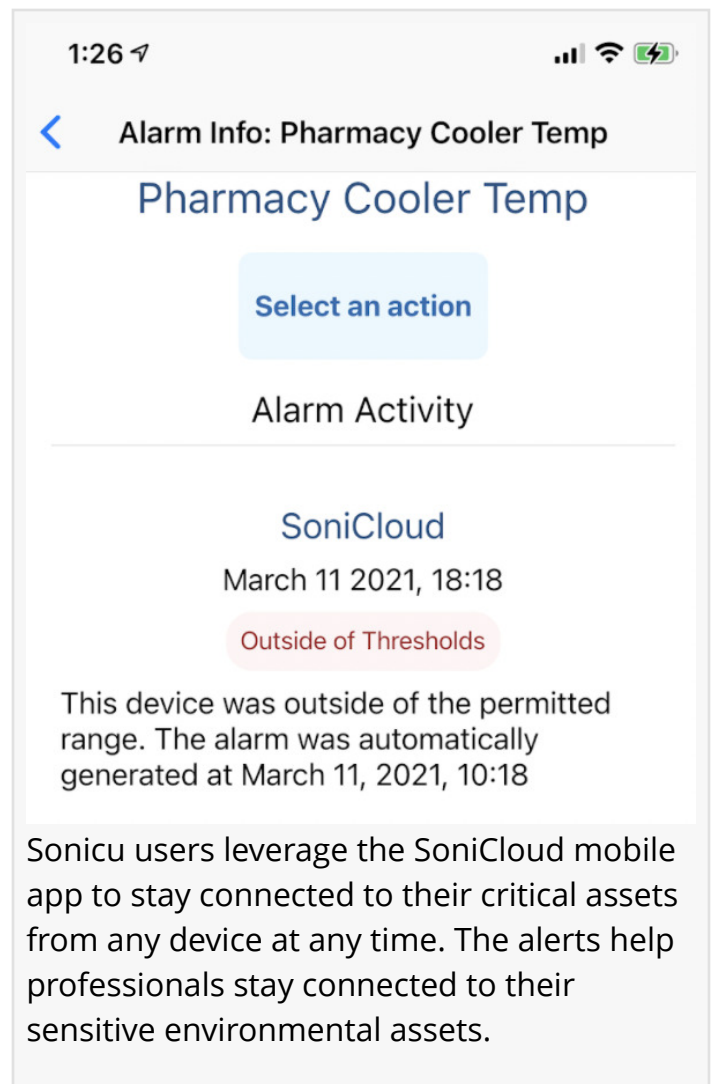 1:26
Alarm Info: Pharmacy Cooler Temp
Pharmacy Cooler Temp
Select an action
Alarm Activity
SoniCloud
March 11 2021, 18:18
Outside of Thresholds
This device was outside of the permitted
range. The alarm was automatically
generated at March 11, 2021, 10:18
Sonicu users leverage the SoniCloud mobile
app to stay connected to their critical assets
from any device at any time. The alerts help
professionals stay connected to their
sensitive environmental assets.